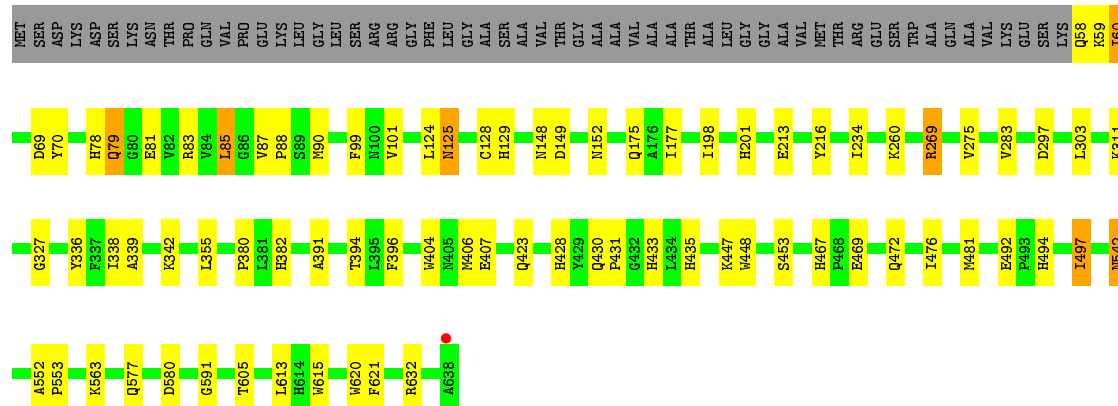 MET SER ASP LYS ASP SER LYS ASN THR PRO GLN VAL PRO GLU LYS LEU GLY LEU SER ARG ARG GLY PHE LEU GLY ALA SER ALA VAL THR GLY ALA ALA VAL ALA ALA THR ALA LEU GLY GLY ALA VAL MET THR ARG GLU SER TRP ALA GLN ALA VAL LYS GLU SER LYS Q58 K59 I60
D69 Y70 H78 Q79 G80 E81 V82 R83 V84 L85 G86 V87 P88 S89 M90 F99 N100 V101 L124 N125 C128 H129 N148 D149 N152 Q175 A176 I177 I198 H201 E213 Y216 I234 K260 R269 V275 V283 D297 L303 K311
G327 Y336 F337 I338 A339 K342 L355 P380 L381 H382 A391 T394 L395 F396 W404 N405 M406 E407 Q423 H428 Y429 Q430 P431 G432 H433 L434 H435 K447 W448 S453 H467 P468 E469 Q472 I476 M481 E492 P493 H494 I497 N542
A552 P553 K563 Q577 D580 G591 T605 L613 H614 W615 W620 F621 R632 A638